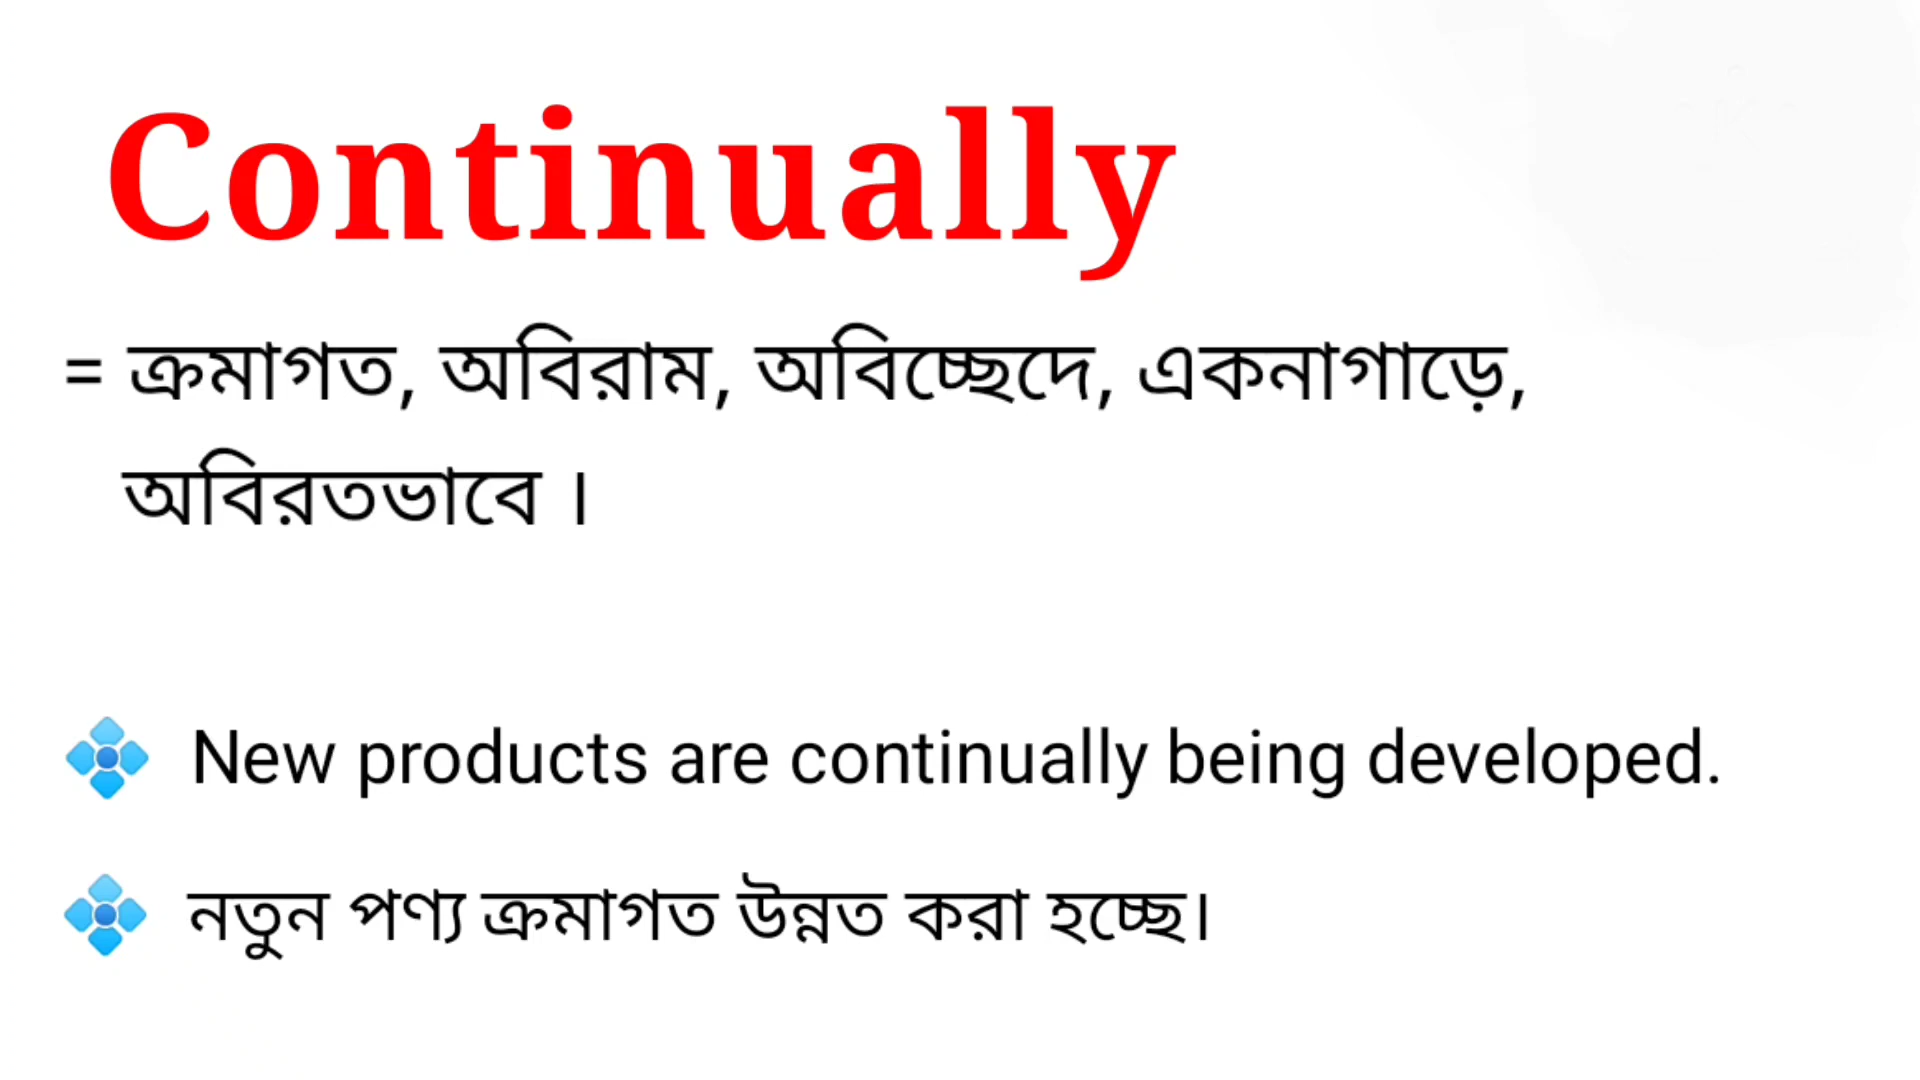 Continually
= ক্রমাগত, অবিরাম, অবিচ্ছেদে, একনাগাড়ে,
অবিরতভাবে ।
New products are continually being developed.
নতুন পণ্য ক্রমাগত উন্নত করা হচ্ছে।